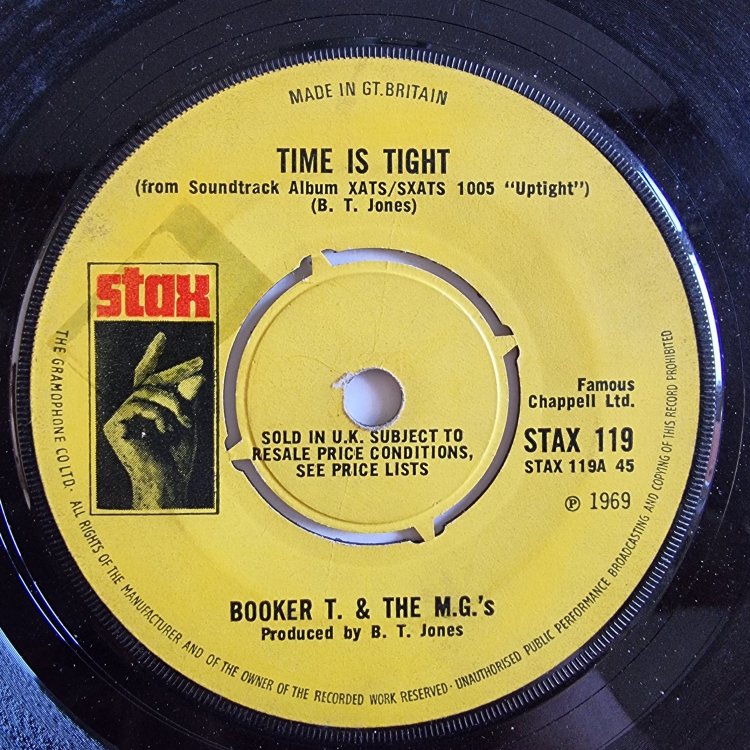 MADE IN GT.BRITAIN
TIME IS TIGHT
(from Soundtrack Album XATS/SXATS 1005 "Uptight")
(B. T. Jones)
stax
Famous
Chappell Ltd.
SOLD IN U.K. SUBJECT TO
RESALE PRICE CONDITIONS,
SEE PRICE LISTS
STAX 119
STAX 119A 45
℗ 1969
BOOKER T. & THE M.G.'s
Produced by B. T. Jones
THE GRAMOPHONE CO LTD. ALL RIGHTS OF THE MANUFACTURER AND OF THE OWNER OF THE RECORDED WORK RESERVED · UNAUTHORISED PUBLIC PERFORMANCE BROADCASTING AND COPYING OF THIS RECORD PROHIBITED